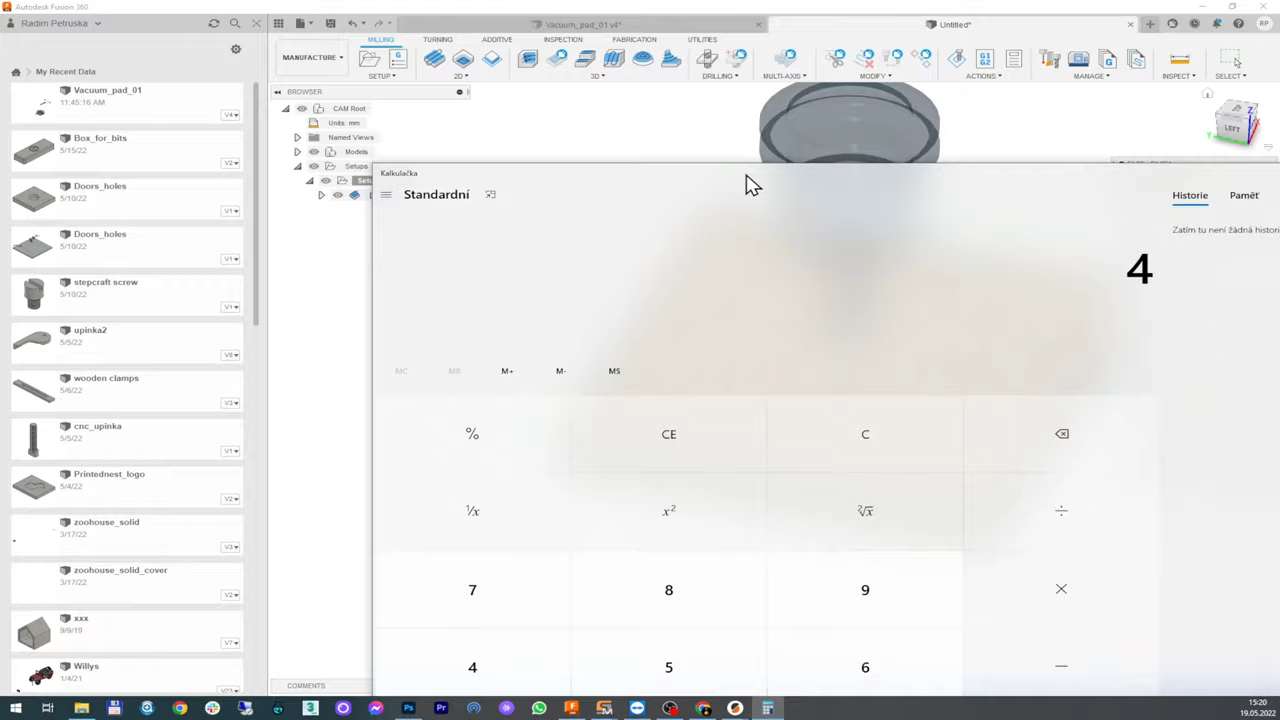 Autodesk Fusion 360
Radim Petruska
Vacuum_pad_01 v4*
Untitled*
RP
My Recent Data
Vacuum_pad_01
11:45:16 AM
V4
Box_for_bits
5/15/22
V2
Doors_holes
5/10/22
V1
Doors_holes
5/10/22
V1
stepcraft screw
5/10/22
V1
upinka2
5/5/22
V8
wooden clamps
5/6/22
V3
cnc_upinka
5/5/22
V1
Printednest_logo
5/4/22
V2
zoohouse_solid
3/17/22
V3
zoohouse_solid_cover
3/17/22
V2
xxx
9/9/19
V7
Willys
1/4/21
MANUFACTURE
MILLING
TURNING
ADDITIVE
INSPECTION
FABRICATION
UTILITIES
G1
G2
SETUP
2D
3D
DRILLING
MULTI-AXIS
MODIFY
ACTIONS
MANAGE
INSPECT
SELECT
BROWSER
CAM Root
Units: mm
Named Views
Models
Setups
LEFT
Z
Y
Kalkulačka
Standardní
Historie
Paměť
Zatím tu není žádná histori
4
MC
MR
M+
M-
MS
%
CE
C
⌫
1/x
x²
²√x
÷
7
8
9
×
4
5
6
−
COMMENTS
15:20
19.05.2022